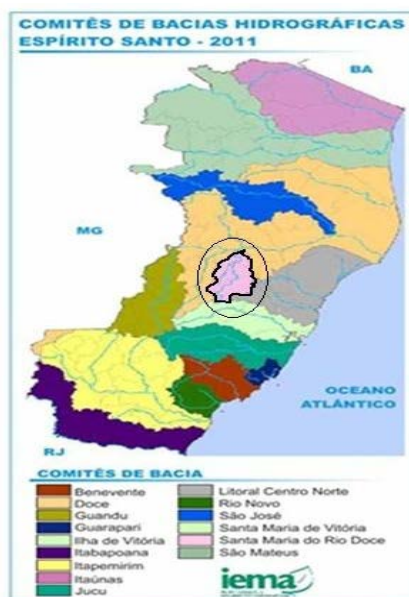 COMITÊS DE BACIAS HIDROGRÁFICAS
ESPÍRITO SANTO - 2011
BA
MG
OCEANO
ATLÂNTICO
RJ
COMITÊS DE BACIA
Benevente
Doce
Guandu
Guarapari
Ilha de Vitória
Itabapoana
Itapemirim
Itaúnas
Jucu
Litoral Centro Norte
Rio Novo
São José
Santa Maria de Vitória
Santa Maria do Rio Doce
São Mateus
iema